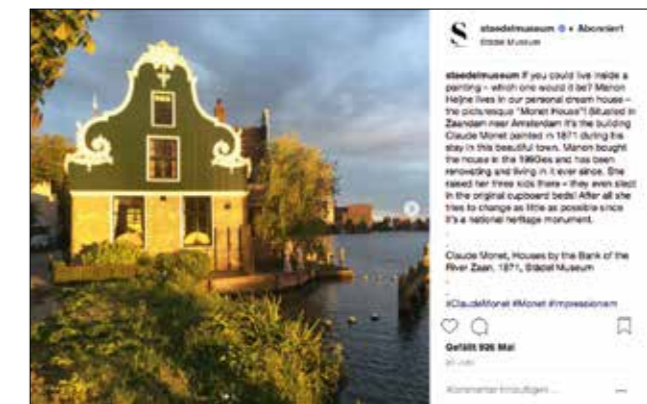 staedelmuseum • Abonniert
Städel Museum
staedelmuseum If you could live inside a
painting – which one would it be? Manon
Heijne lives in our personal dream house –
the picturesque "Monet House"! Situated in
Zaandam near Amsterdam it's the building
Claude Monet painted in 1871 during his
stay in this beautiful town. Manon bought
the house in the and has been
renovating and living in it ever since. She
raised her three kids there – they even slept
in the original cupboard beds! After all she
tries to change as little as possible since
it's a national heritage monument.
.
Claude Monet, Houses by the Bank of the
River Zaan, 1871, Städel Museum
.
.
#ClaudeMonet #Monet #Impressionism
Gefällt 926 Mal
Kommentar hinzufügen ...